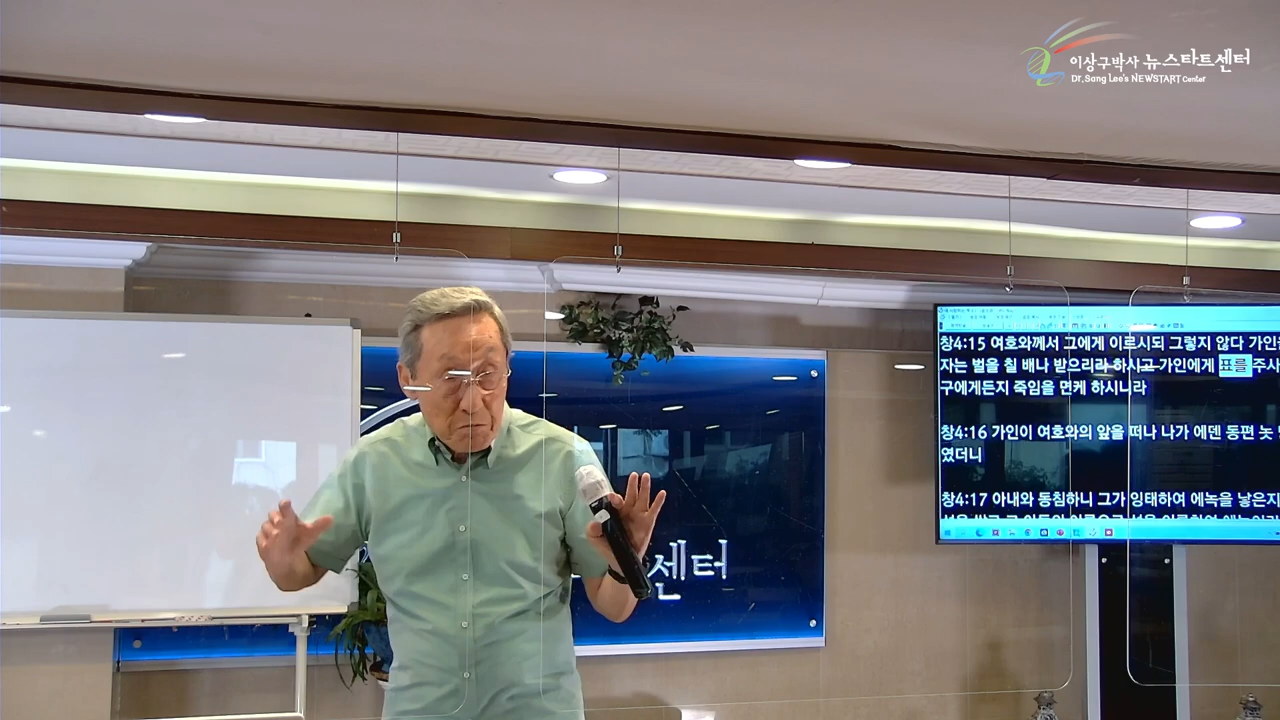 이상구박사 뉴스타트센터
Dr. Sang Lee's NEWSTART Center
창4:15 여호와께서 그에게 이르시되 그렇지 않다
자는 벌을 칠 배나 받으리라 하시고 가인에게 표를 주사
구에게든지 죽임을 면케 하시니라
창4:16 가인이 여호와의 앞을 떠나 나가 에덴 동편 놋
였더니
창4:17 아내와 동침하니 그가 잉태하여 에녹을 낳은지
센터